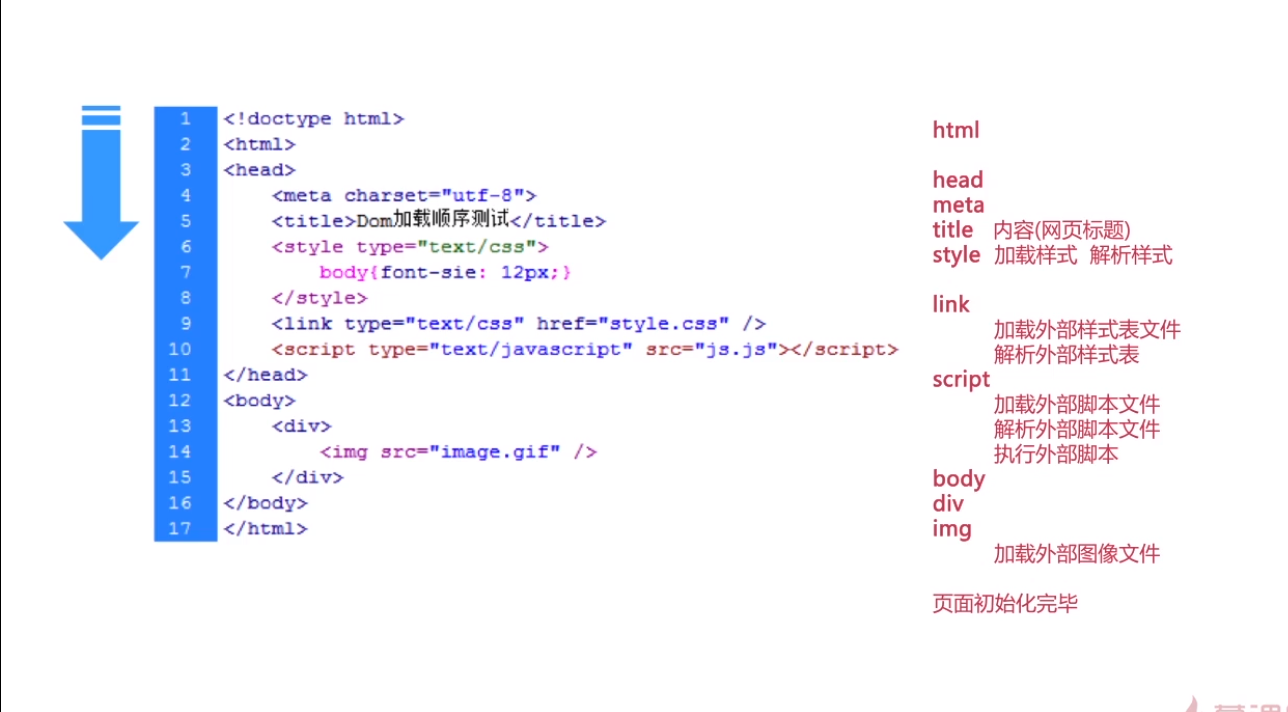 1 <!doctype html>
2 <html>
3 <head>
4 <meta charset="utf-8">
5 <title>Dom加载顺序测试</title>
6 <style type="text/css">
7 body{font-sie: 12px;}
8 </style>
9 <link type="text/css" href="style.css" />
10 <script type="text/javascript" src="js.js"></script>
11 </head>
12 <body>
13 <div>
14 <img src="image.gif" />
15 </div>
16 </body>
17 </html>
html
head
meta
title 内容(网页标题)
style 加载样式 解析样式
link
加载外部样式表文件
解析外部样式表
script
加载外部脚本文件
解析外部脚本文件
执行外部脚本
body
div
img
加载外部图像文件
页面初始化完毕